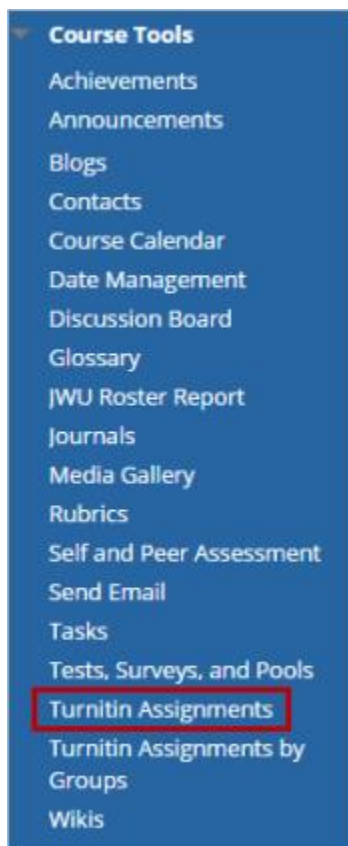 Course Tools
Achievements
Announcements
Blogs
Contacts
Course Calendar
Date Management
Discussion Board
Glossary
JWU Roster Report
Journals
Media Gallery
Rubrics
Self and Peer Assessment
Send Email
Tasks
Tests, Surveys, and Pools
Turnitin Assignments
Turnitin Assignments by
Groups
Wikis